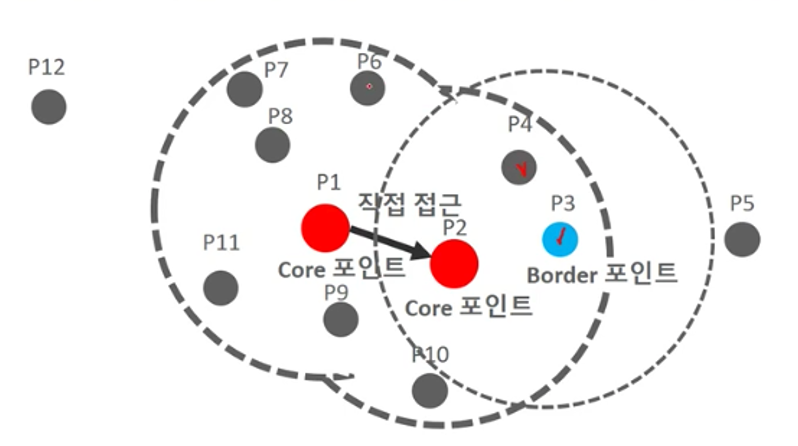 P12
P7
P6
P8
P4
P1
직접 접근
P3
P5
P2
P11
Core 포인트
Border 포인트
P9
Core 포인트
P10